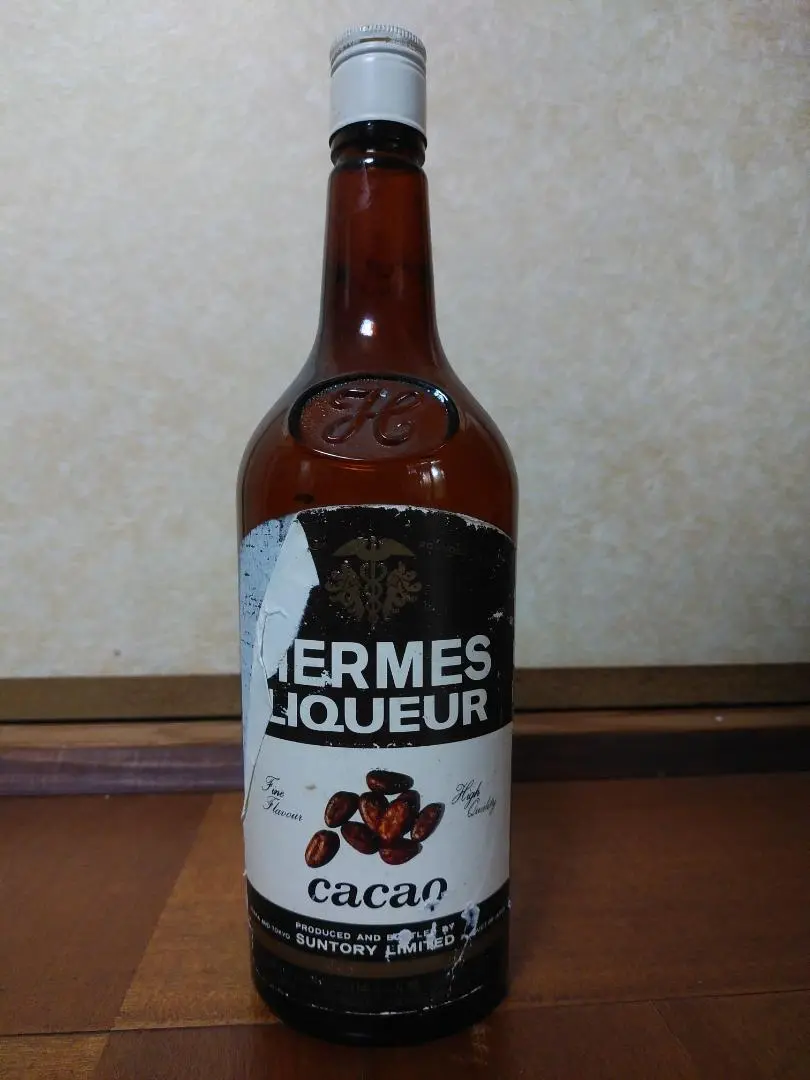 H
HERMES
LIQUEUR
Fine
Flavour
High
Quality
cacao
PRODUCED AND BOTTLED BY
SUNTORY LIMITED